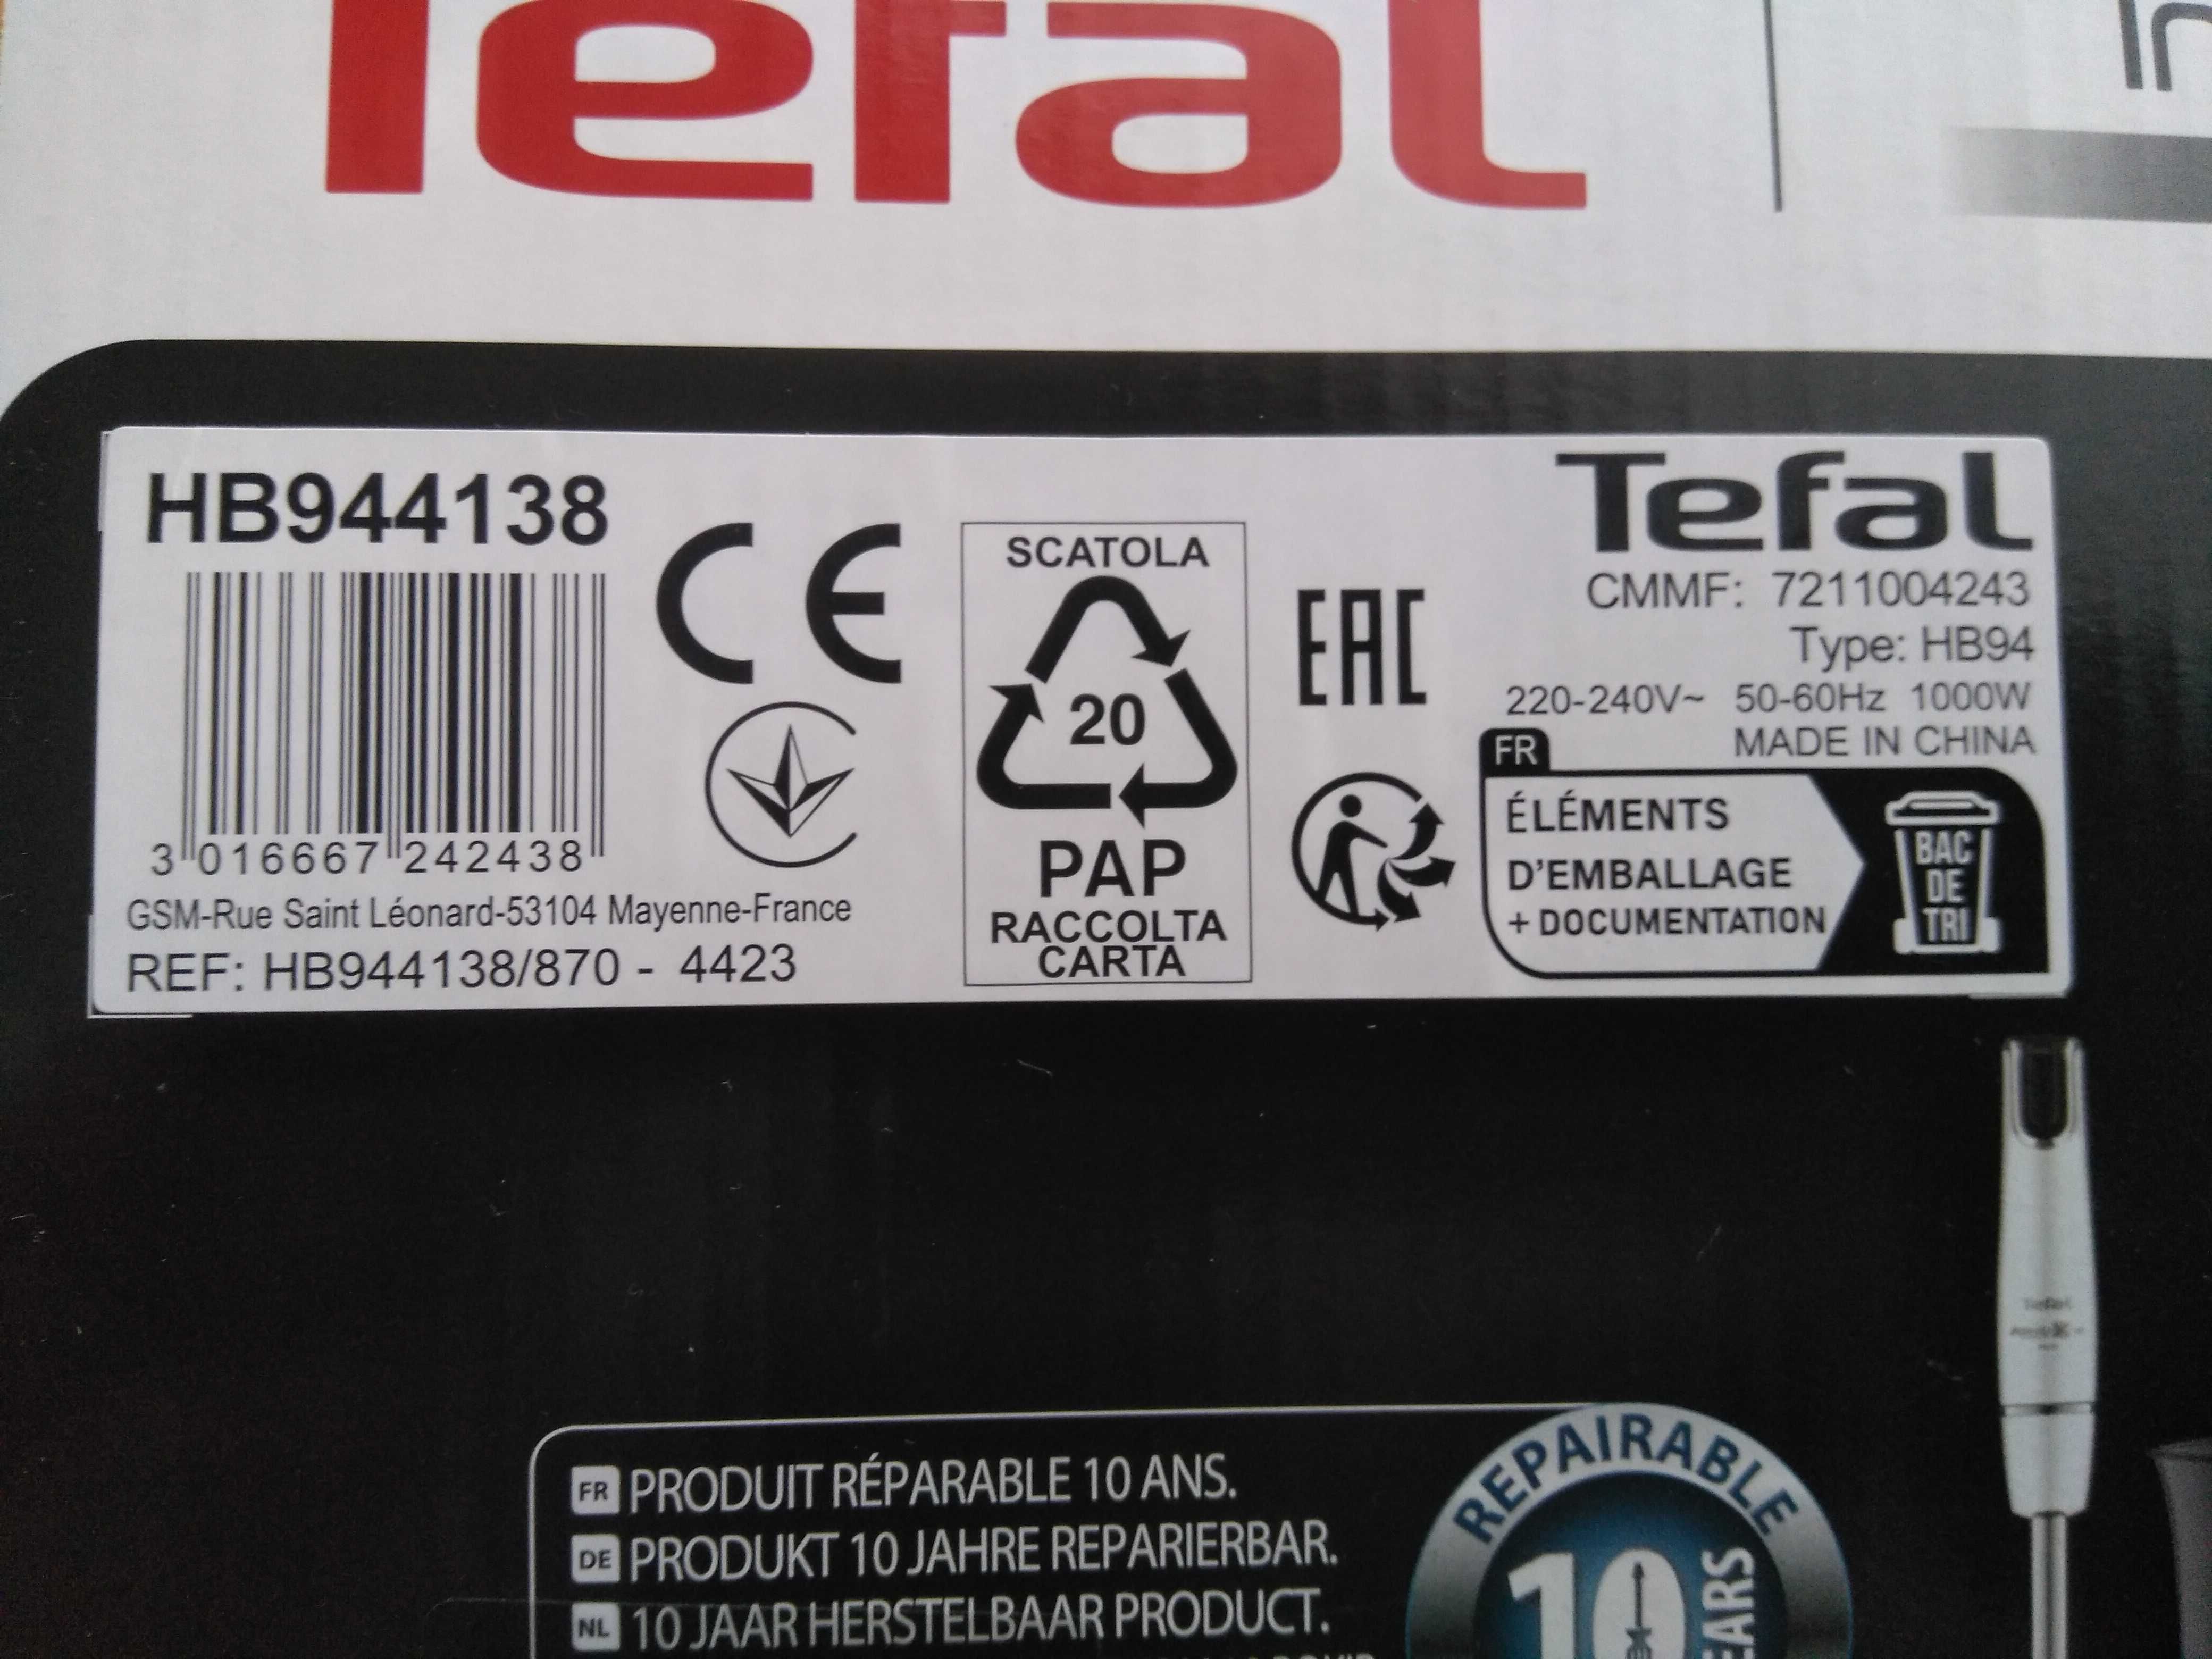 Tefal
in
HB944138
3 016667 242438
GSM-Rue Saint Léonard-53104 Mayenne-France
REF: HB944138/870 - 4423
CE
SCATOLA
20
PAP
RACCOLTA
CARTA
EAC
Tefal
CMMF: 7211004243
Type: HB94
220-240V~ 50-60Hz 1000W
MADE IN CHINA
FR
ÉLÉMENTS
D'EMBALLAGE
+ DOCUMENTATION
BAC
DE
TRI
Tefal
FR PRODUIT RÉPARABLE 10 ANS.
DE PRODUKT 10 JAHRE REPARIERBAR.
NL 10 JAAR HERSTELBAAR PRODUCT.
REPAIRABLE
10